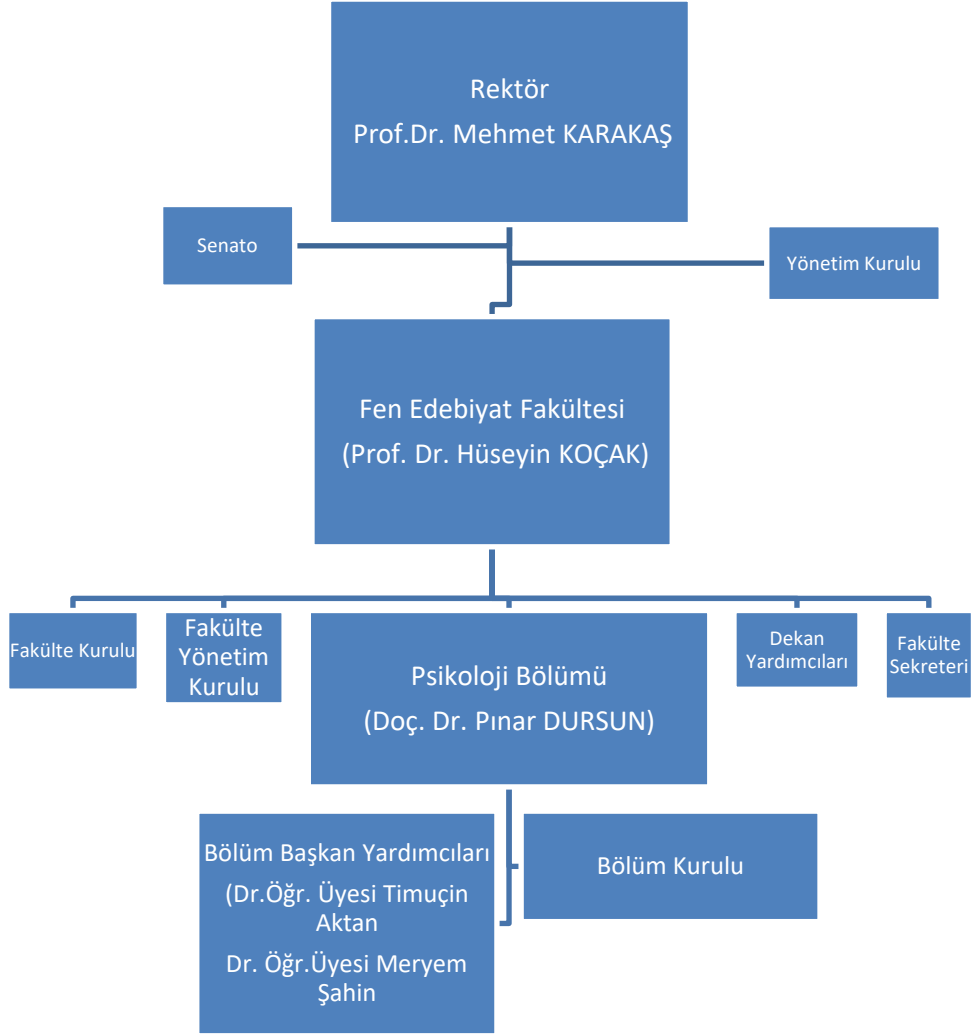 Rektör
Prof.Dr. Mehmet KARAKAŞ
Senato
Yönetim Kurulu
Fen Edebiyat Fakültesi
(Prof. Dr. Hüseyin KOÇAK)
Fakülte Kurulu
Fakülte
Yönetim
Kurulu
Psikoloji Bölümü
(Doç. Dr. Pınar DURSUN)
Dekan
Yardımcıları
Fakülte
Sekreteri
Bölüm Başkan Yardımcıları
(Dr.Öğr. Üyesi Timuçin
Aktan
Dr. Öğr.Üyesi Meryem
Şahin
Bölüm Kurulu